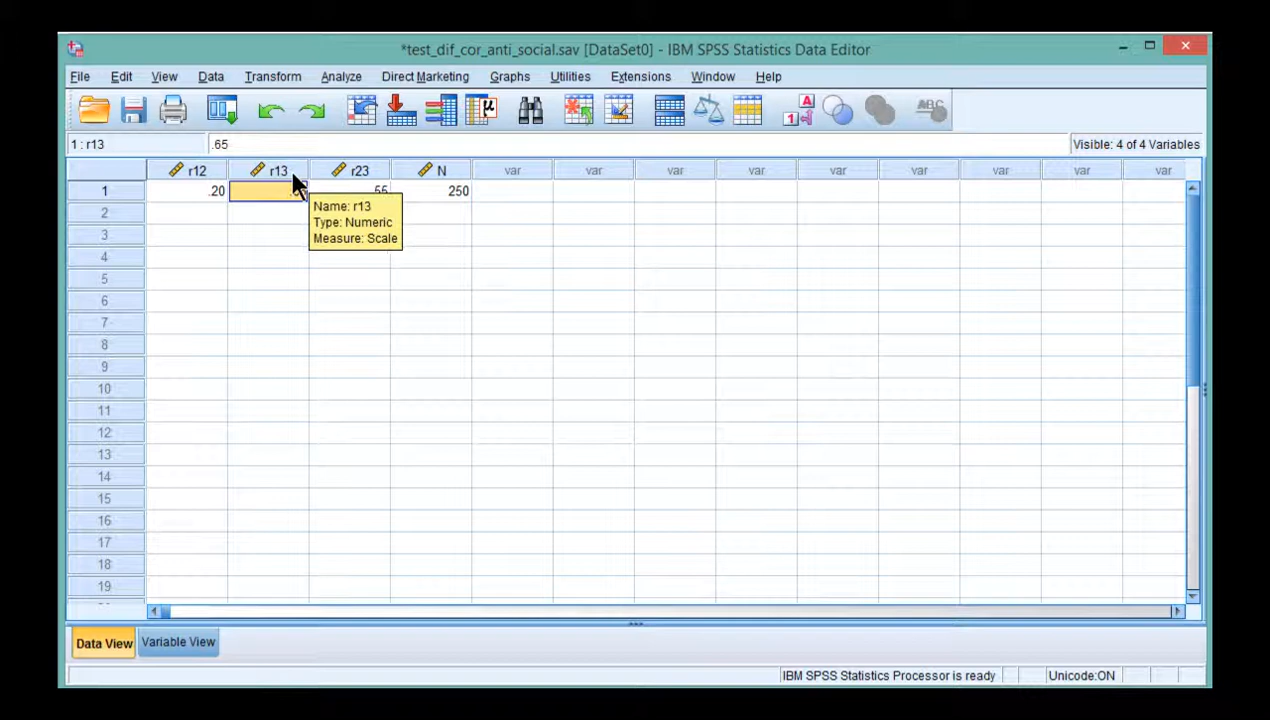 *test_dif_cor_anti_social.sav [DataSet0] - IBM SPSS Statistics Data Editor
File Edit View Data Transform Analyze Direct Marketing Graphs Utilities Extensions Window Help
1 : r13 .65 Visible: 4 of 4 Variables
r12 r13 r23 N var var var var var var var var var
1 .20 55 250
Name: r13
Type: Numeric
Measure: Scale
2
3
4
5
6
7
8
9
10
11
12
13
14
15
16
17
18
19
Data View Variable View
IBM SPSS Statistics Processor is ready Unicode:ON